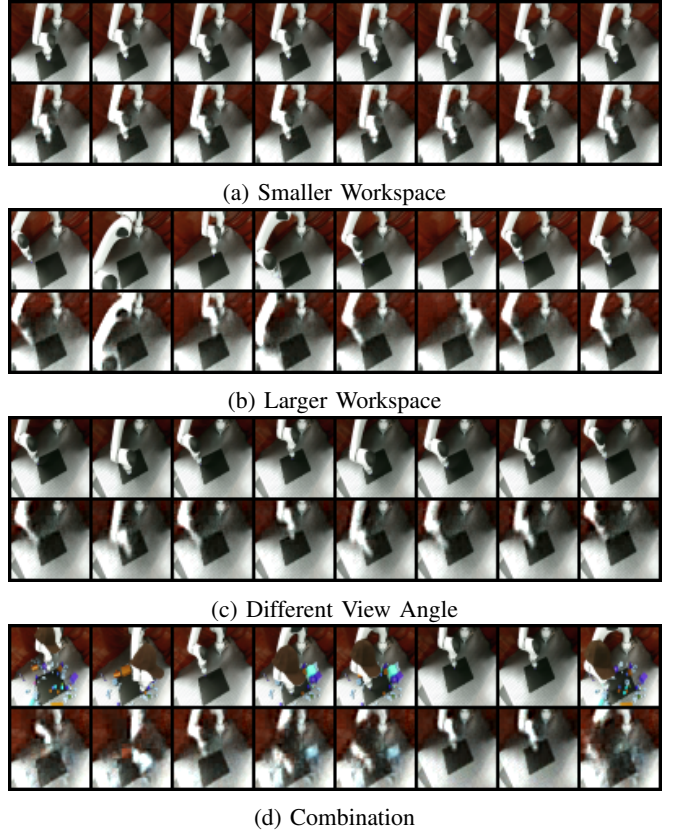 (a) Smaller Workspace
(b) Larger Workspace
(c) Different View Angle
(d) Combination